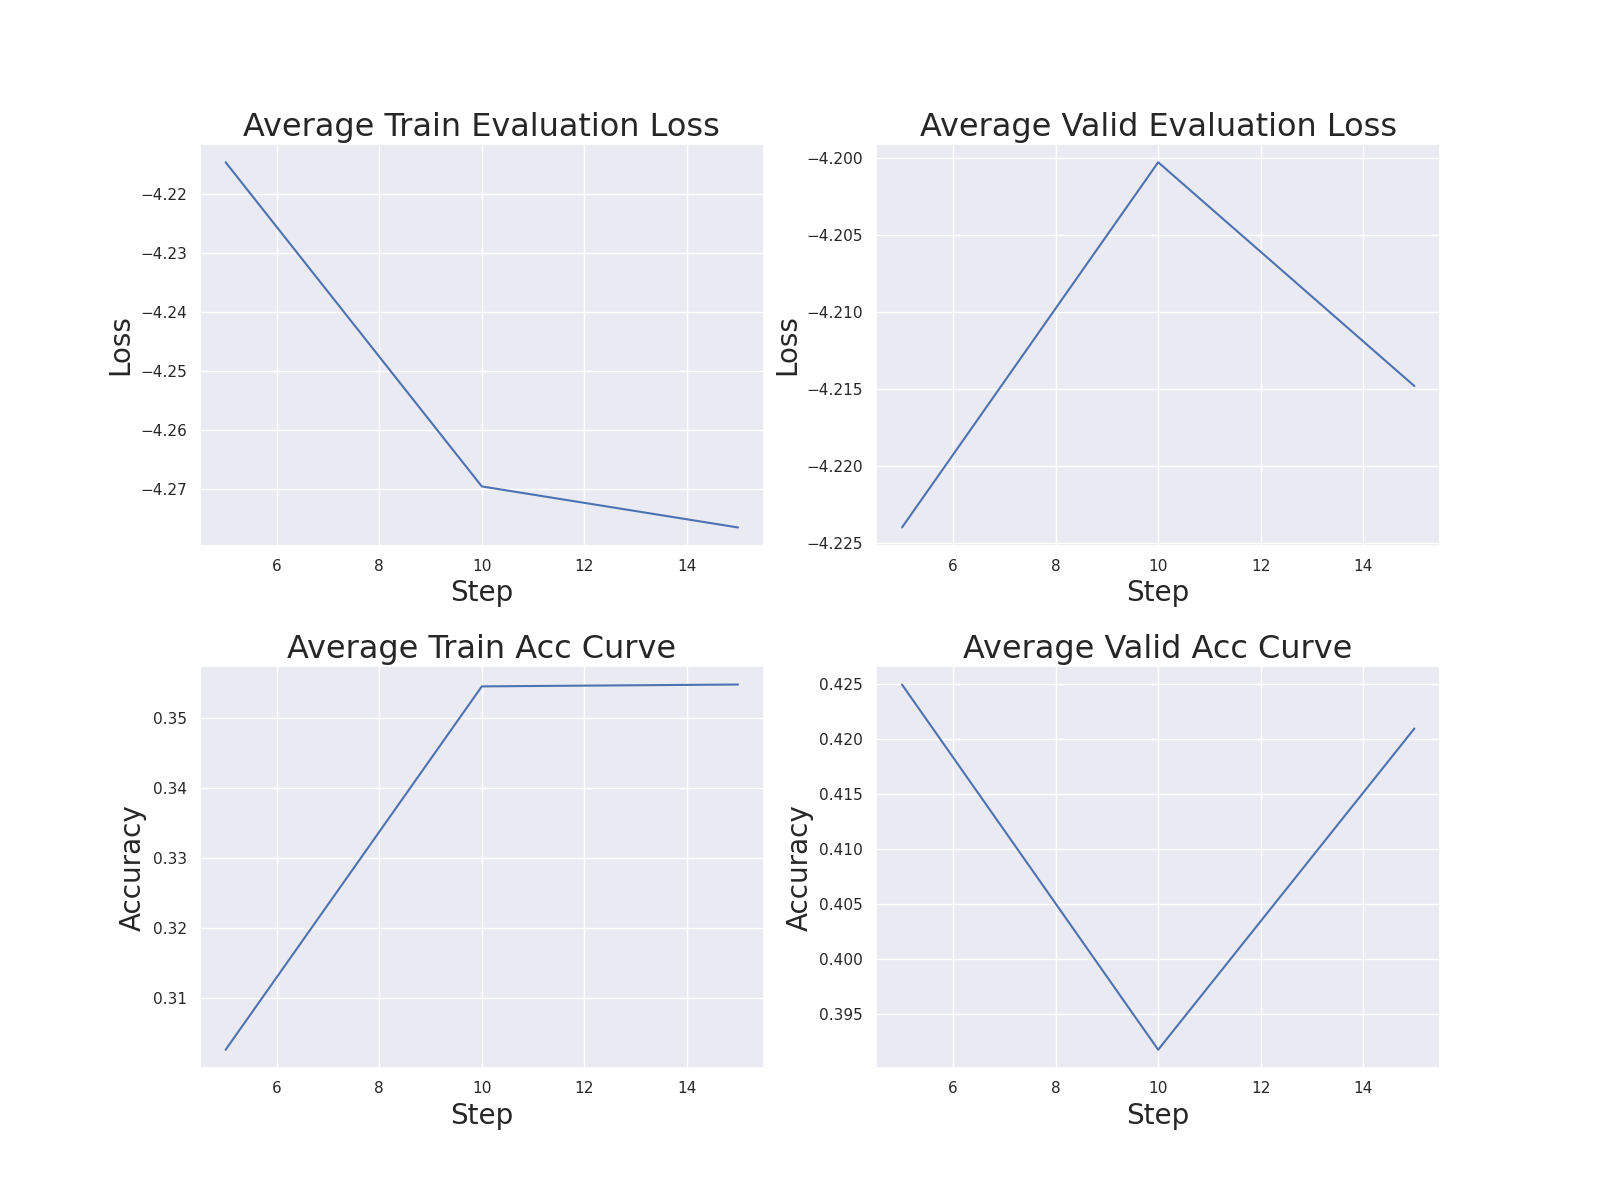 Average Train Evaluation Loss
−4.22
−4.23
−4.24
−4.25
−4.26
−4.27
Loss
6 8 10 12 14
Step
Average Valid Evaluation Loss
−4.200
−4.205
−4.210
−4.215
−4.220
−4.225
Loss
6 8 10 12 14
Step
Average Train Acc Curve
0.35
0.34
0.33
0.32
0.31
Accuracy
6 8 10 12 14
Step
Average Valid Acc Curve
0.425
0.420
0.415
0.410
0.405
0.400
0.395
Accuracy
6 8 10 12 14
Step